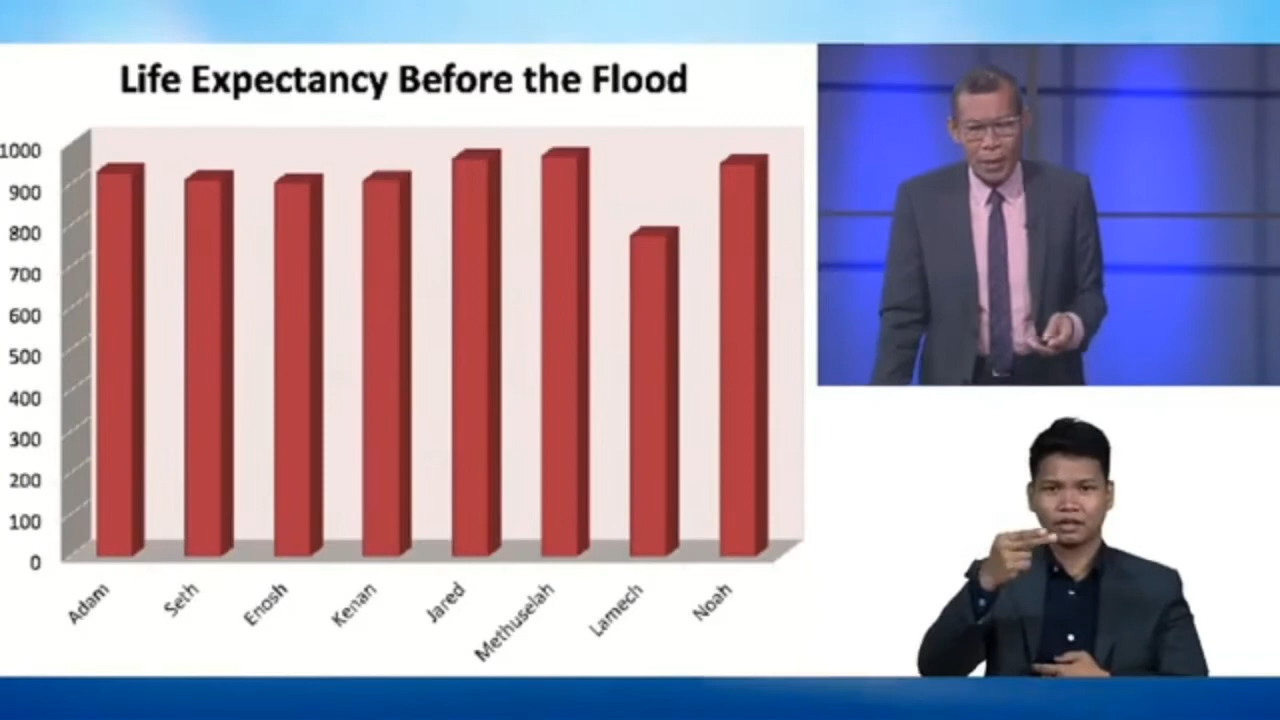 Life Expectancy Before the Flood
1000
900
800
700
600
500
400
300
200
100
0
Adam
Seth
Enosh
Kenan
Jared
Methuselah
Lamech
Noah